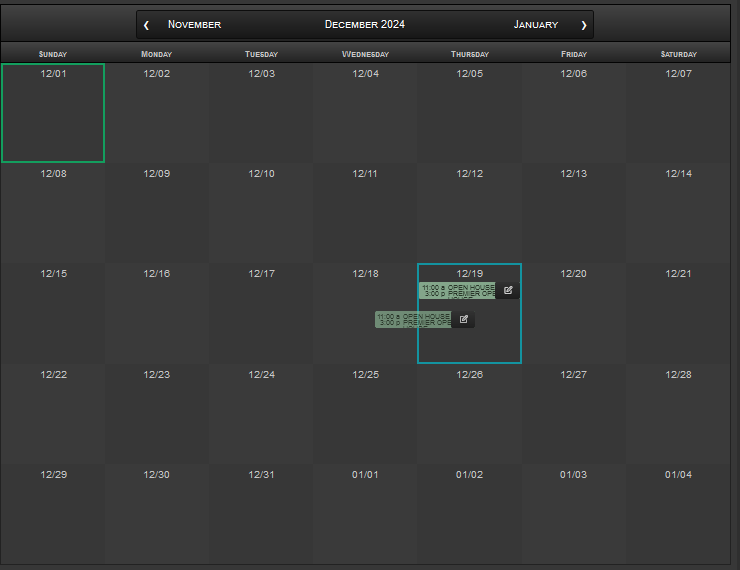 ❮ November December 2024 January ❯
Sunday Monday Tuesday Wednesday Thursday Friday Saturday
12/01 12/02 12/03 12/04 12/05 12/06 12/07
12/08 12/09 12/10 12/11 12/12 12/13 12/14
12/15 12/16 12/17 12/18 12/19 12/20 12/21
11:00 a OPEN HOUSE
3:00 p PREMIER OPE
11:00 a OPEN HOUSE
3:00 p PREMIER OPE
12/22 12/23 12/24 12/25 12/26 12/27 12/28
12/29 12/30 12/31 01/01 01/02 01/03 01/04